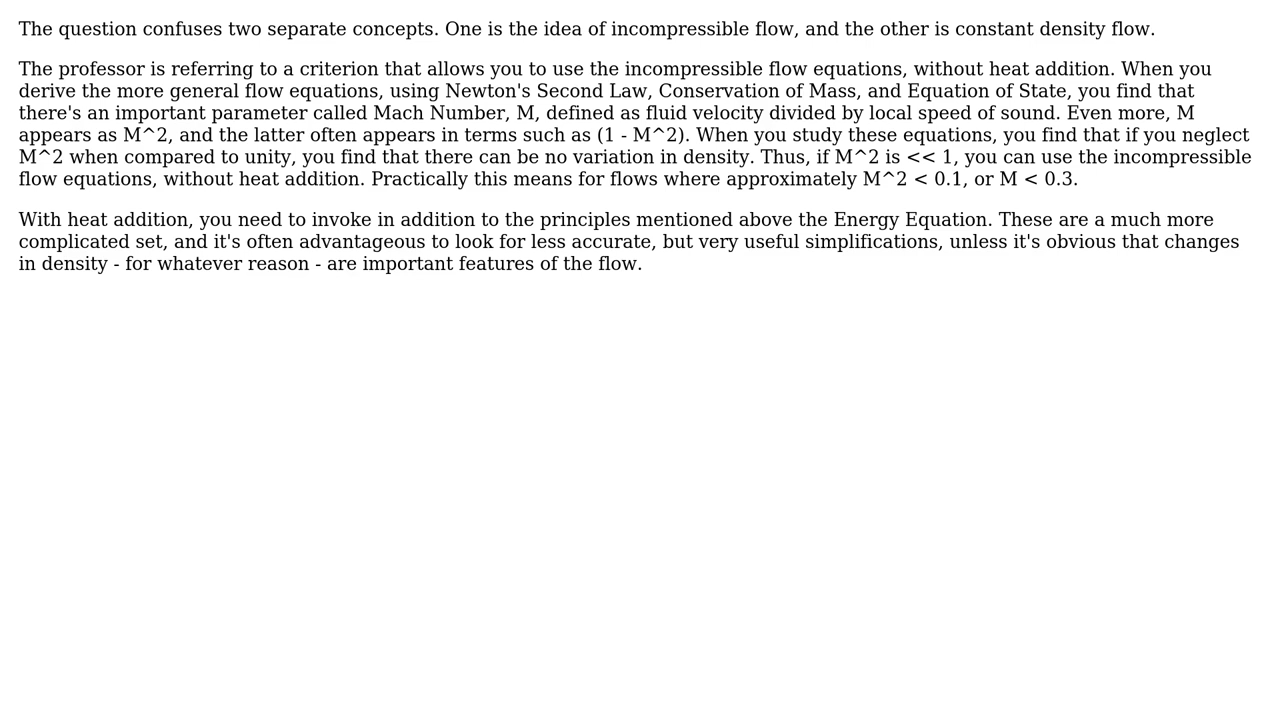 The question confuses two separate concepts. One is the idea of incompressible flow, and the other is constant density flow.
The professor is referring to a criterion that allows you to use the incompressible flow equations, without heat addition. When you
derive the more general flow equations, using Newton's Second Law, Conservation of Mass, and Equation of State, you find that
there's an important parameter called Mach Number, M, defined as fluid velocity divided by local speed of sound. Even more, M
appears as M^2, and the latter often appears in terms such as (1 - M^2). When you study these equations, you find that if you neglect
M^2 when compared to unity, you find that there can be no variation in density. Thus, if M^2 is << 1, you can use the incompressible
flow equations, without heat addition. Practically this means for flows where approximately M^2 < 0.1, or M < 0.3.
With heat addition, you need to invoke in addition to the principles mentioned above the Energy Equation. These are a much more
complicated set, and it's often advantageous to look for less accurate, but very useful simplifications, unless it's obvious that changes
in density - for whatever reason - are important features of the flow.